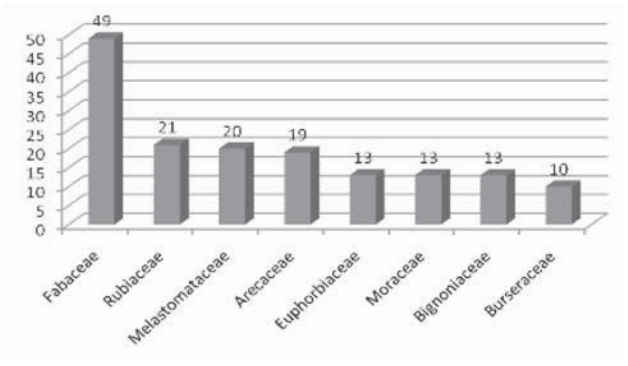 49
50
45
40
35
30
25
20
15
10
5
0
21
20
19
13
13
13
10
Fabaceae
Rubiaceae
Melastomataceae
Arecaceae
Euphorbiaceae
Moraceae
Bignoniaceae
Burseraceae